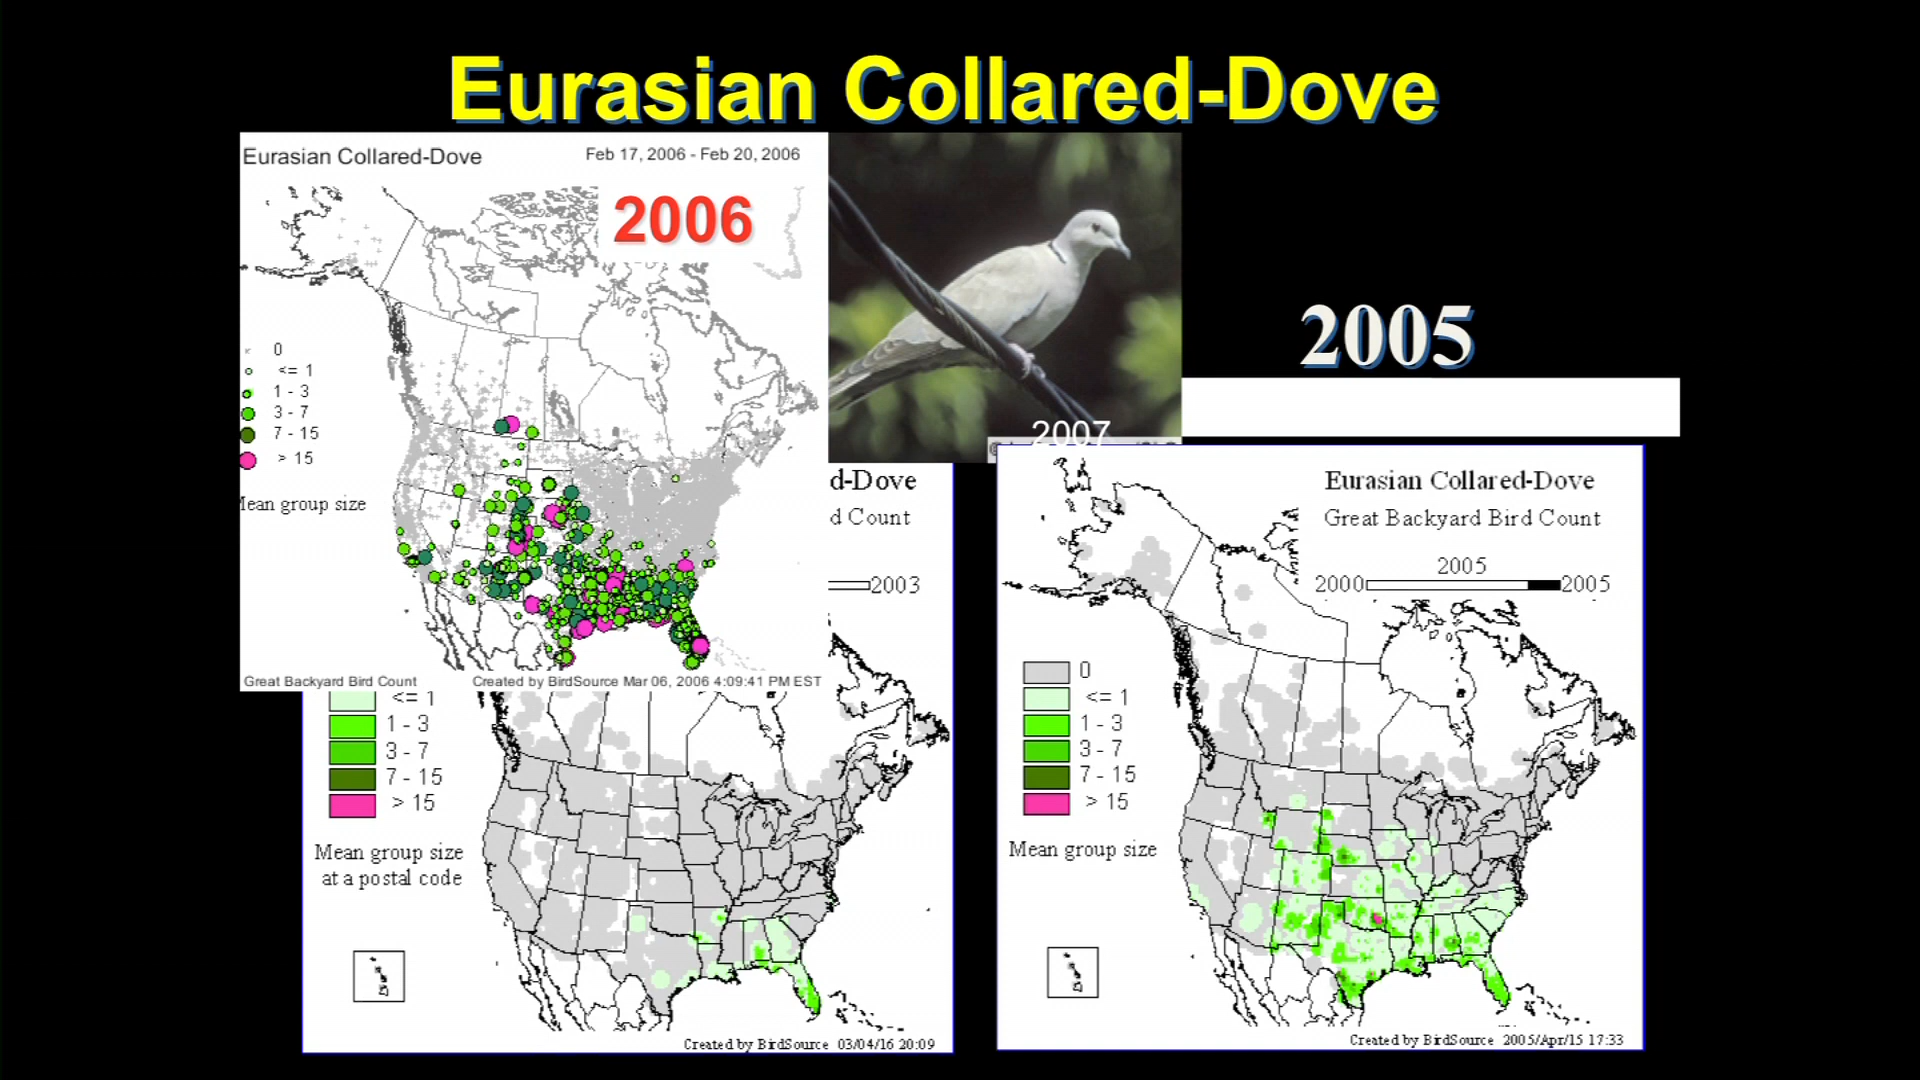 Eurasian Collared-Dove
Eurasian Collared-Dove
Feb 17, 2006 - Feb 20, 2006
2006
0
<= 1
1 - 3
3 - 7
7 - 15
> 15
Mean group size
Great Backyard Bird Count
Created by BirdSource Mar 06, 2006 4:09:41 PM EST
2007
2005
d-Dove
d Count
2003
<= 1
1 - 3
3 - 7
7 - 15
> 15
Mean group size
at a postal code
Created by BirdSource 03/04/16 20:09
Eurasian Collared-Dove
Great Backyard Bird Count
2005
2000
2005
0
<= 1
1 - 3
3 - 7
7 - 15
> 15
Mean group size
Created by BirdSource 2005/Apr/15 17:33